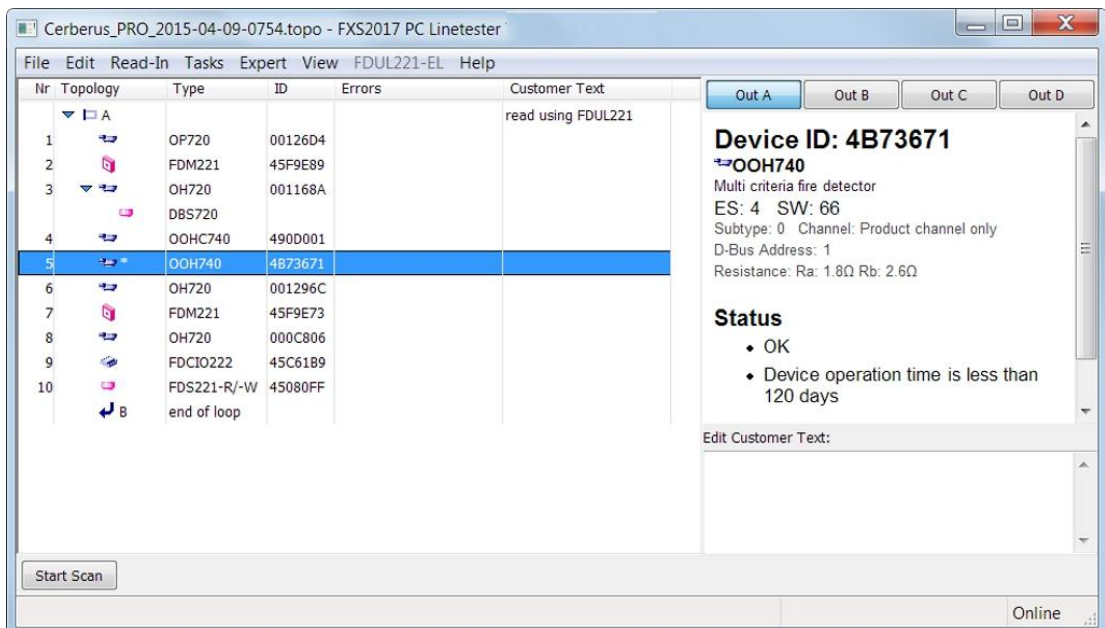 Cerberus_PRO_2015-04-09-0754.topo - FXS2017 PC Linetester
File Edit Read-In Tasks Expert View FDUL221-EL Help
Nr Topology Type ID Errors Customer Text
A read using FDUL221
1 OP720 00126D4
2 FDM221 45F9E89
3 OH720 001168A
DBS720
4 OOHC740 490D001
5 * OOH740 4B73671
6 OH720 001296C
7 FDM221 45F9E73
8 OH720 000C806
9 FDCIO222 45C61B9
10 FDS221-R/-W 45080FF
B end of loop
Out A Out B Out C Out D
Device ID: 4B73671
OOH740
Multi criteria fire detector
ES: 4 SW: 66
Subtype: 0 Channel: Product channel only
D-Bus Address: 1
Resistance: Ra: 1.8Ω Rb: 2.6Ω
Status
• OK
• Device operation time is less than
120 days
Edit Customer Text:
Start Scan
Online